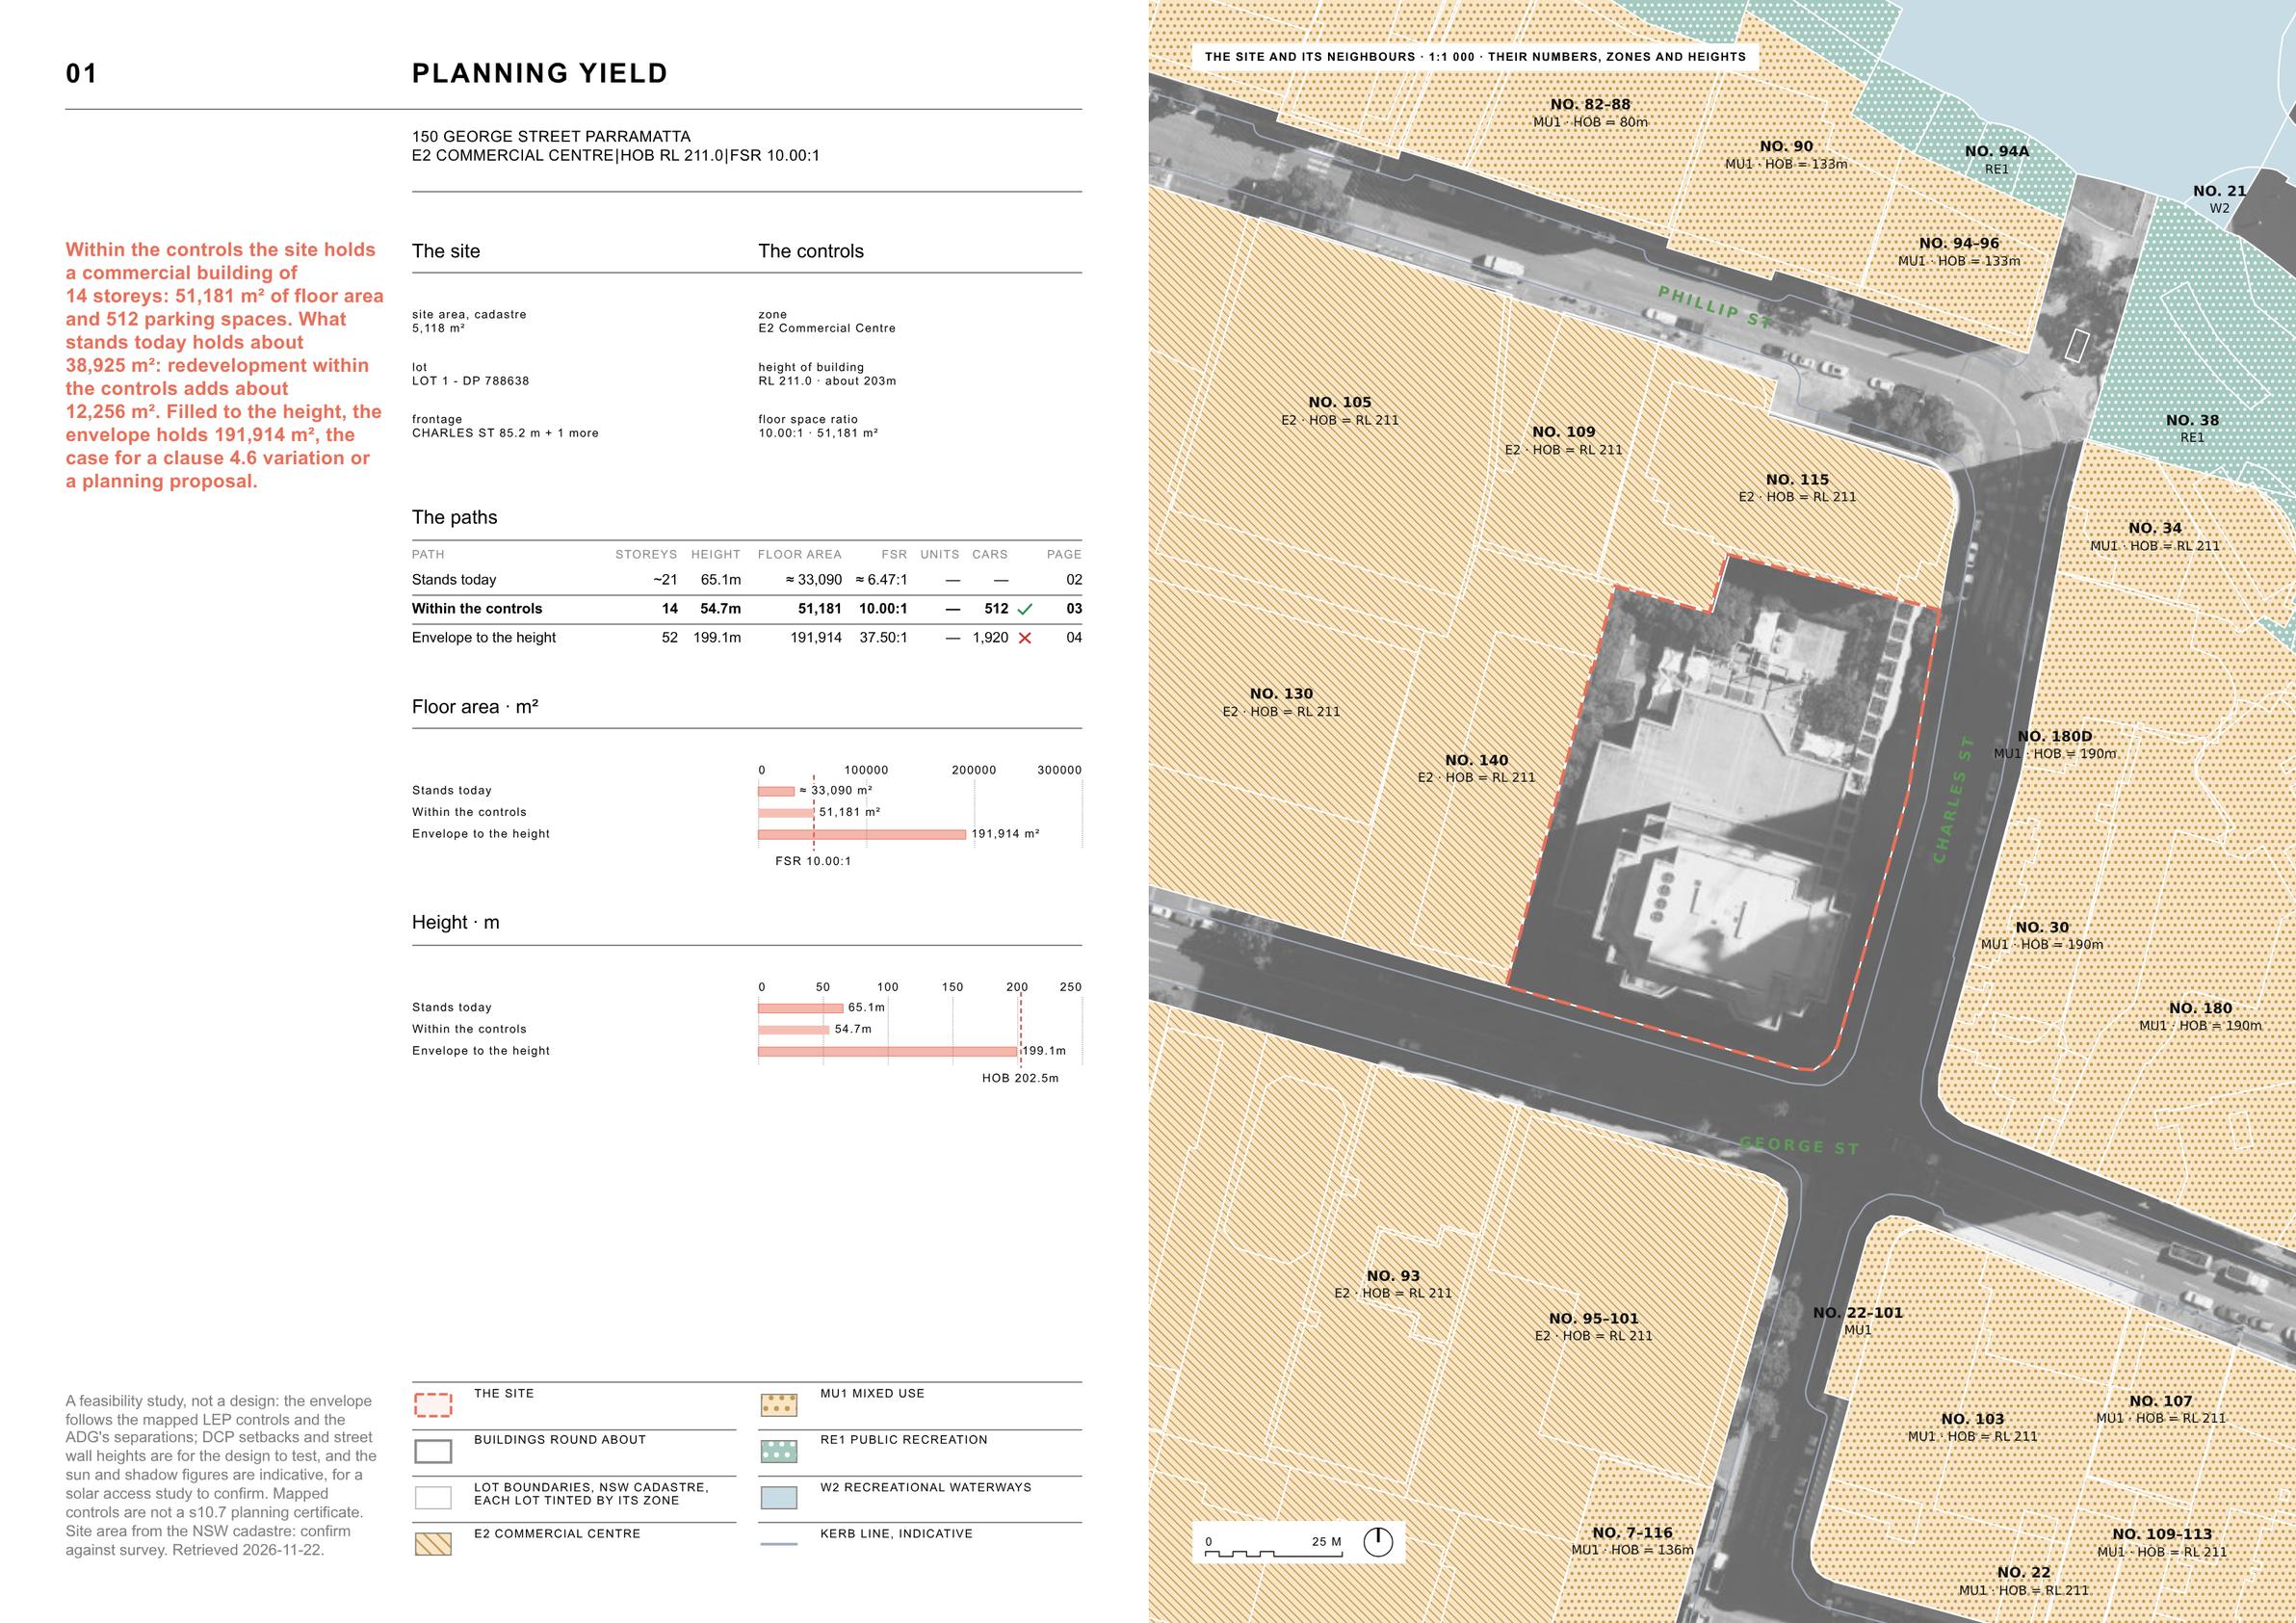 01
PLANNING YIELD
150 GEORGE STREET PARRAMATTA
E2 COMMERCIAL CENTRE|HOB RL 211.0|FSR 10.00:1
Within the controls the site holds
a commercial building of
14 storeys: 51,181 m² of floor area
and 512 parking spaces. What
stands today holds about
38,925 m²: redevelopment within
the controls adds about
12,256 m². Filled to the height, the
envelope holds 191,914 m², the
case for a clause 4.6 variation or
a planning proposal.
The site
site area, cadastre
5,118 m²
lot
LOT 1 - DP 788638
frontage
CHARLES ST 85.2 m + 1 more
The controls
zone
E2 Commercial Centre
height of building
RL 211.0 · about 203m
floor space ratio
10.00:1 · 51,181 m²
The paths
PATH STOREYS HEIGHT FLOOR AREA FSR UNITS CARS PAGE
Stands today ~21 65.1m ≈ 33,090 ≈ 6.47:1 — — 02
Within the controls 14 54.7m 51,181 10.00:1 — 512 ✓ 03
Envelope to the height 52 199.1m 191,914 37.50:1 — 1,920 ✕ 04
Floor area · m²
0 100000 200000 300000
Stands today ≈ 33,090 m²
Within the controls 51,181 m²
Envelope to the height 191,914 m²
FSR 10.00:1
Height · m
0 50 100 150 200 250
Stands today 65.1m
Within the controls 54.7m
Envelope to the height 199.1m
HOB 202.5m
A feasibility study, not a design: the envelope
follows the mapped LEP controls and the
ADG's separations; DCP setbacks and street
wall heights are for the design to test, and the
sun and shadow figures are indicative, for a
solar access study to confirm. Mapped
controls are not a s10.7 planning certificate.
Site area from the NSW cadastre: confirm
against survey. Retrieved 2026-11-22.
THE SITE
BUILDINGS ROUND ABOUT
LOT BOUNDARIES, NSW CADASTRE,
EACH LOT TINTED BY ITS ZONE
E2 COMMERCIAL CENTRE
MU1 MIXED USE
RE1 PUBLIC RECREATION
W2 RECREATIONAL WATERWAYS
KERB LINE, INDICATIVE
THE SITE AND ITS NEIGHBOURS · 1:1 000 · THEIR NUMBERS, ZONES AND HEIGHTS
NO. 82–88
MU1 · HOB = 80m
NO. 90
MU1 · HOB = 133m
NO. 94A
RE1
NO. 21
W2
NO. 94–96
MU1 · HOB = 133m
PHILLIP ST
NO. 105
E2 · HOB = RL 211
NO. 109
E2 · HOB = RL 211
NO. 38
RE1
NO. 115
E2 · HOB = RL 211
NO. 34
MU1 · HOB = RL 211
NO. 130
E2 · HOB = RL 211
NO. 140
E2 · HOB = RL 211
NO. 180D
MU1 · HOB = 190m
CHARLES ST
NO. 30
MU1 · HOB = 190m
NO. 180
MU1 · HOB = 190m
GEORGE ST
NO. 93
E2 · HOB = RL 211
NO. 95–101
E2 · HOB = RL 211
NO. 22–101
MU1
NO. 103
MU1 · HOB = RL 211
NO. 107
MU1 · HOB = RL 211
NO. 7–116
MU1 · HOB = 136m
NO. 109–113
MU1 · HOB = RL 211
NO. 22
MU1 · HOB = RL 211
0 25 M